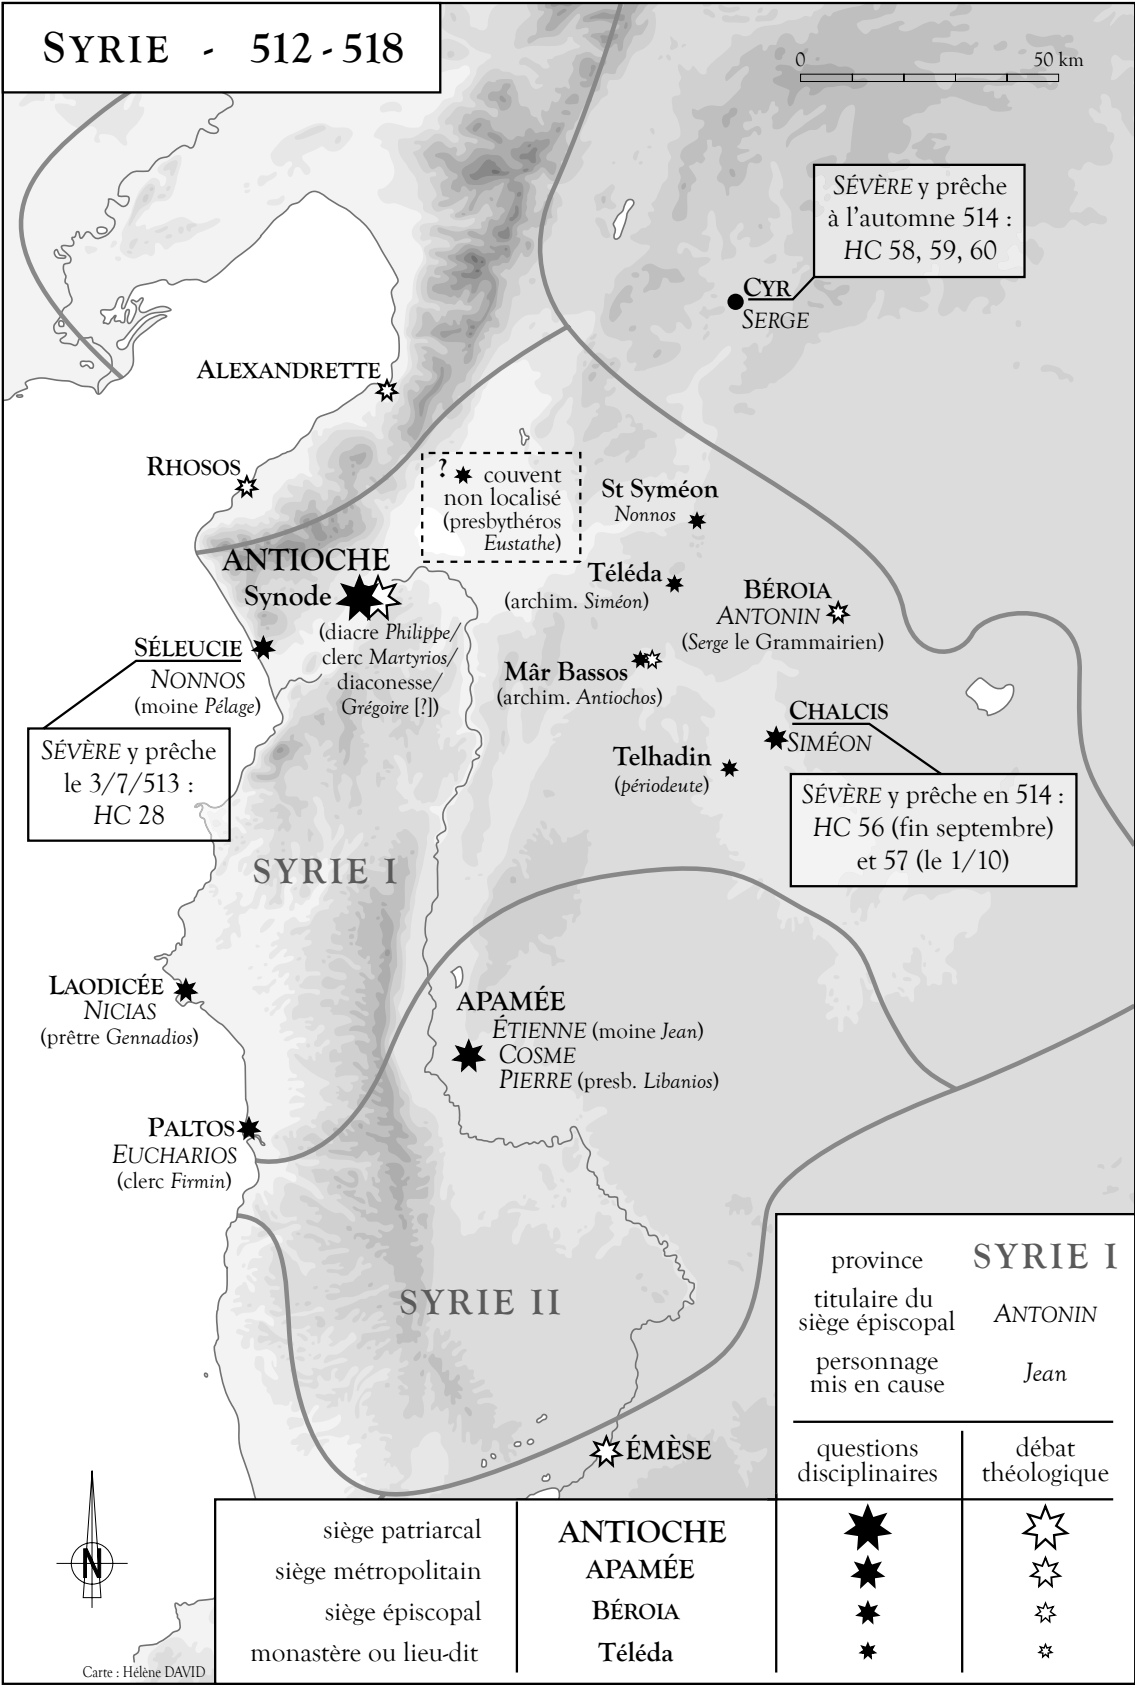 SYRIE - 512-518
0 50 km
SÉVÈRE y prêche
à l'automne 514 :
HC 58, 59, 60
CYR
SERGE
ALEXANDRETTE
RHOSOS
? couvent
non localisé
(presbythéros
Eustathe)
St Syméon
Nonnos
ANTIOCHE
Synode
(diacre Philippe/
clerc Martyrios/
diaconesse/
Grégoire [?])
Téléda
(archim. Siméon)
BÉROIA
ANTONIN
(Serge le Grammairien)
SÉLEUCIE
NONNOS
(moine Pélage)
Mâr Bassos
(archim. Antiochos)
CHALCIS
SIMÉON
Telhadin
(périodeute)
SÉVÈRE y prêche
le 3/7/513 :
HC 28
SÉVÈRE y prêche en 514 :
HC 56 (fin septembre)
et 57 (le 1/10)
SYRIE I
LAODICÉE
NICIAS
(prêtre Gennadios)
APAMÉE
ÉTIENNE (moine Jean)
COSME
PIERRE (presb. Libanios)
PALTOS
EUCHARIOS
(clerc Firmin)
SYRIE II
ÉMÈSE
province SYRIE I
titulaire du
siège épiscopal ANTONIN
personnage
mis en cause Jean
questions
disciplinaires
débat
théologique
siège patriarcal ANTIOCHE
siège métropolitain APAMÉE
siège épiscopal BÉROIA
monastère ou lieu-dit Téléda
N
Carte : Hélène DAVID